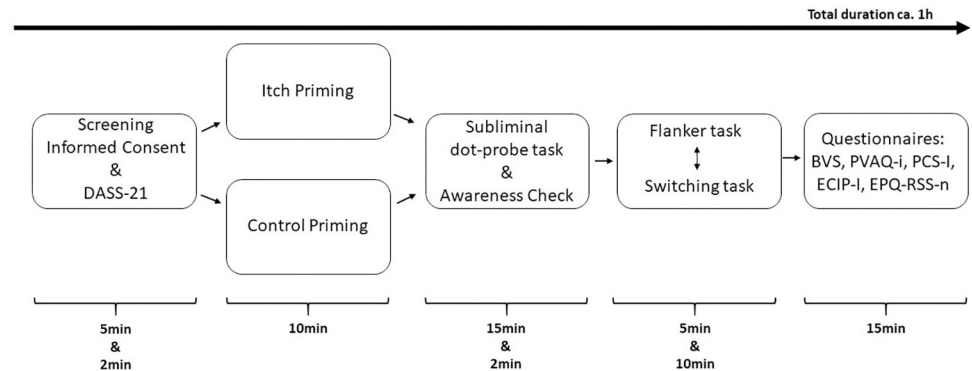 Total duration ca. 1h
Screening
Informed Consent
&
DASS-21
Itch Priming
Control Priming
Subliminal
dot-probe task
&
Awareness Check
Flanker task
Switching task
Questionnaires:
BVS, PVAQ-i, PCS-I,
ECIP-I, EPQ-RSS-n
5min
&
2min
10min
15min
&
2min
5min
&
10min
15min